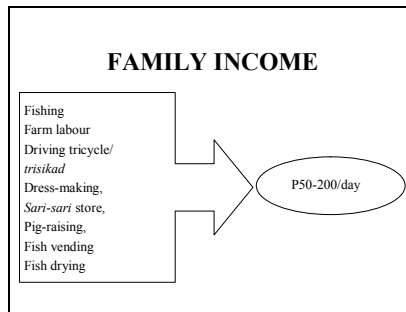 FAMILY INCOME
Fishing
Farm labour
Driving tricycle/
trisikad
Dress-making,
Sari-sari store,
Pig-raising,
Fish vending
Fish drying
P50-200/day